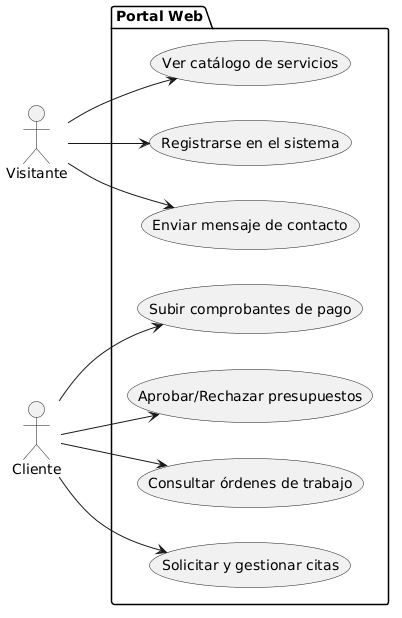 Portal Web
Ver catálogo de servicios
Registrarse en el sistema
Visitante
Enviar mensaje de contacto
Subir comprobantes de pago
Aprobar/Rechazar presupuestos
Cliente
Consultar órdenes de trabajo
Solicitar y gestionar citas